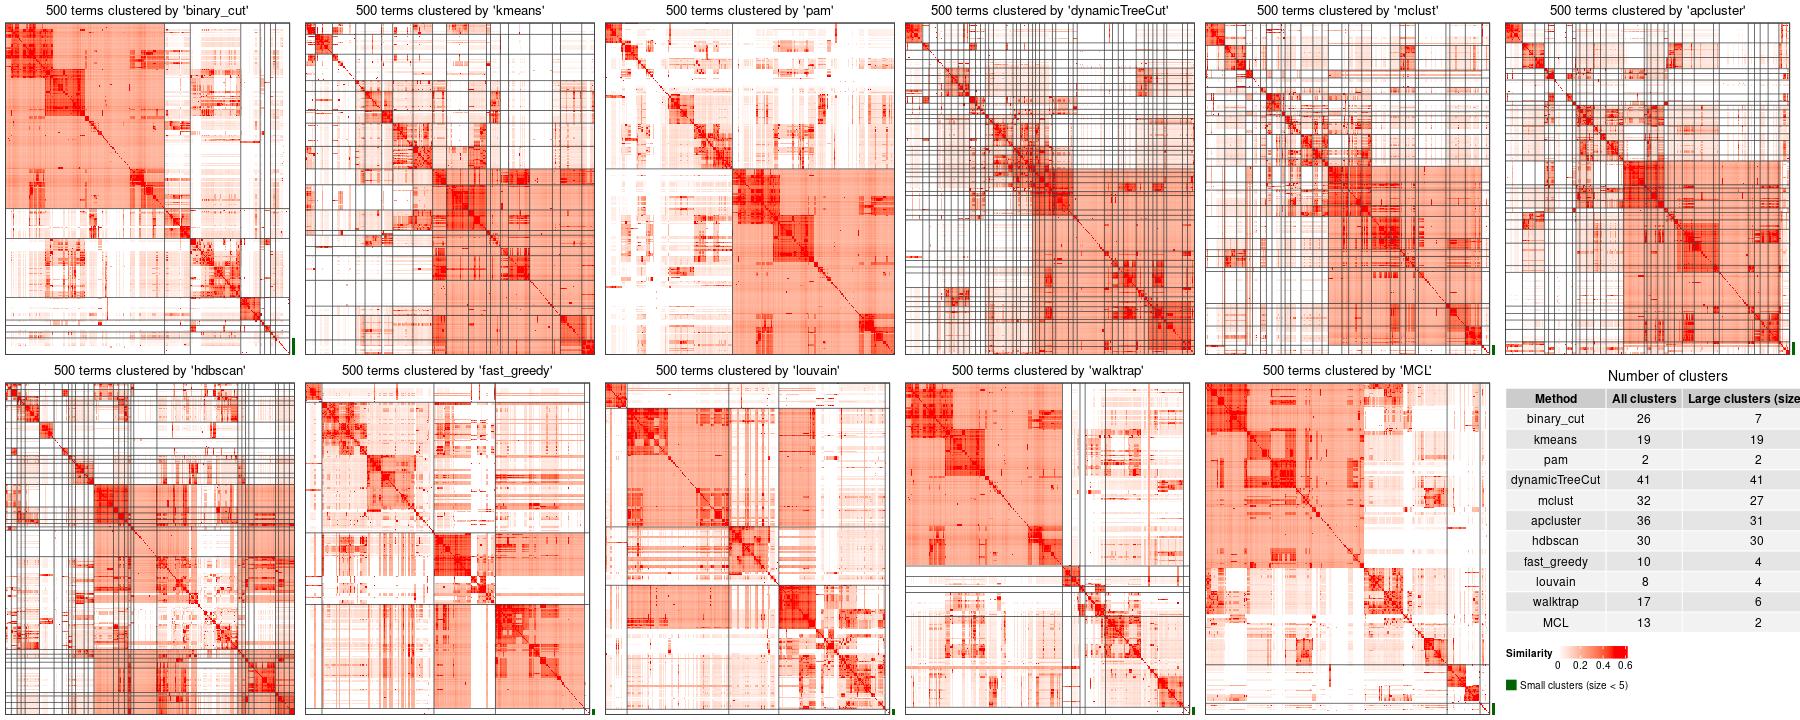 500 terms clustered by 'binary_cut'
500 terms clustered by 'kmeans'
500 terms clustered by 'pam'
500 terms clustered by 'dynamicTreeCut'
500 terms clustered by 'mclust'
500 terms clustered by 'apcluster'
500 terms clustered by 'hdbscan'
500 terms clustered by 'fast_greedy'
500 terms clustered by 'louvain'
500 terms clustered by 'walktrap'
500 terms clustered by 'MCL'
Number of clusters
Method All clusters Large clusters (size
binary_cut 26 7
kmeans 19 19
pam 2 2
dynamicTreeCut 41 41
mclust 32 27
apcluster 36 31
hdbscan 30 30
fast_greedy 10 4
louvain 8 4
walktrap 17 6
MCL 13 2
Similarity
0 0.2 0.4 0.6
Small clusters (size < 5)